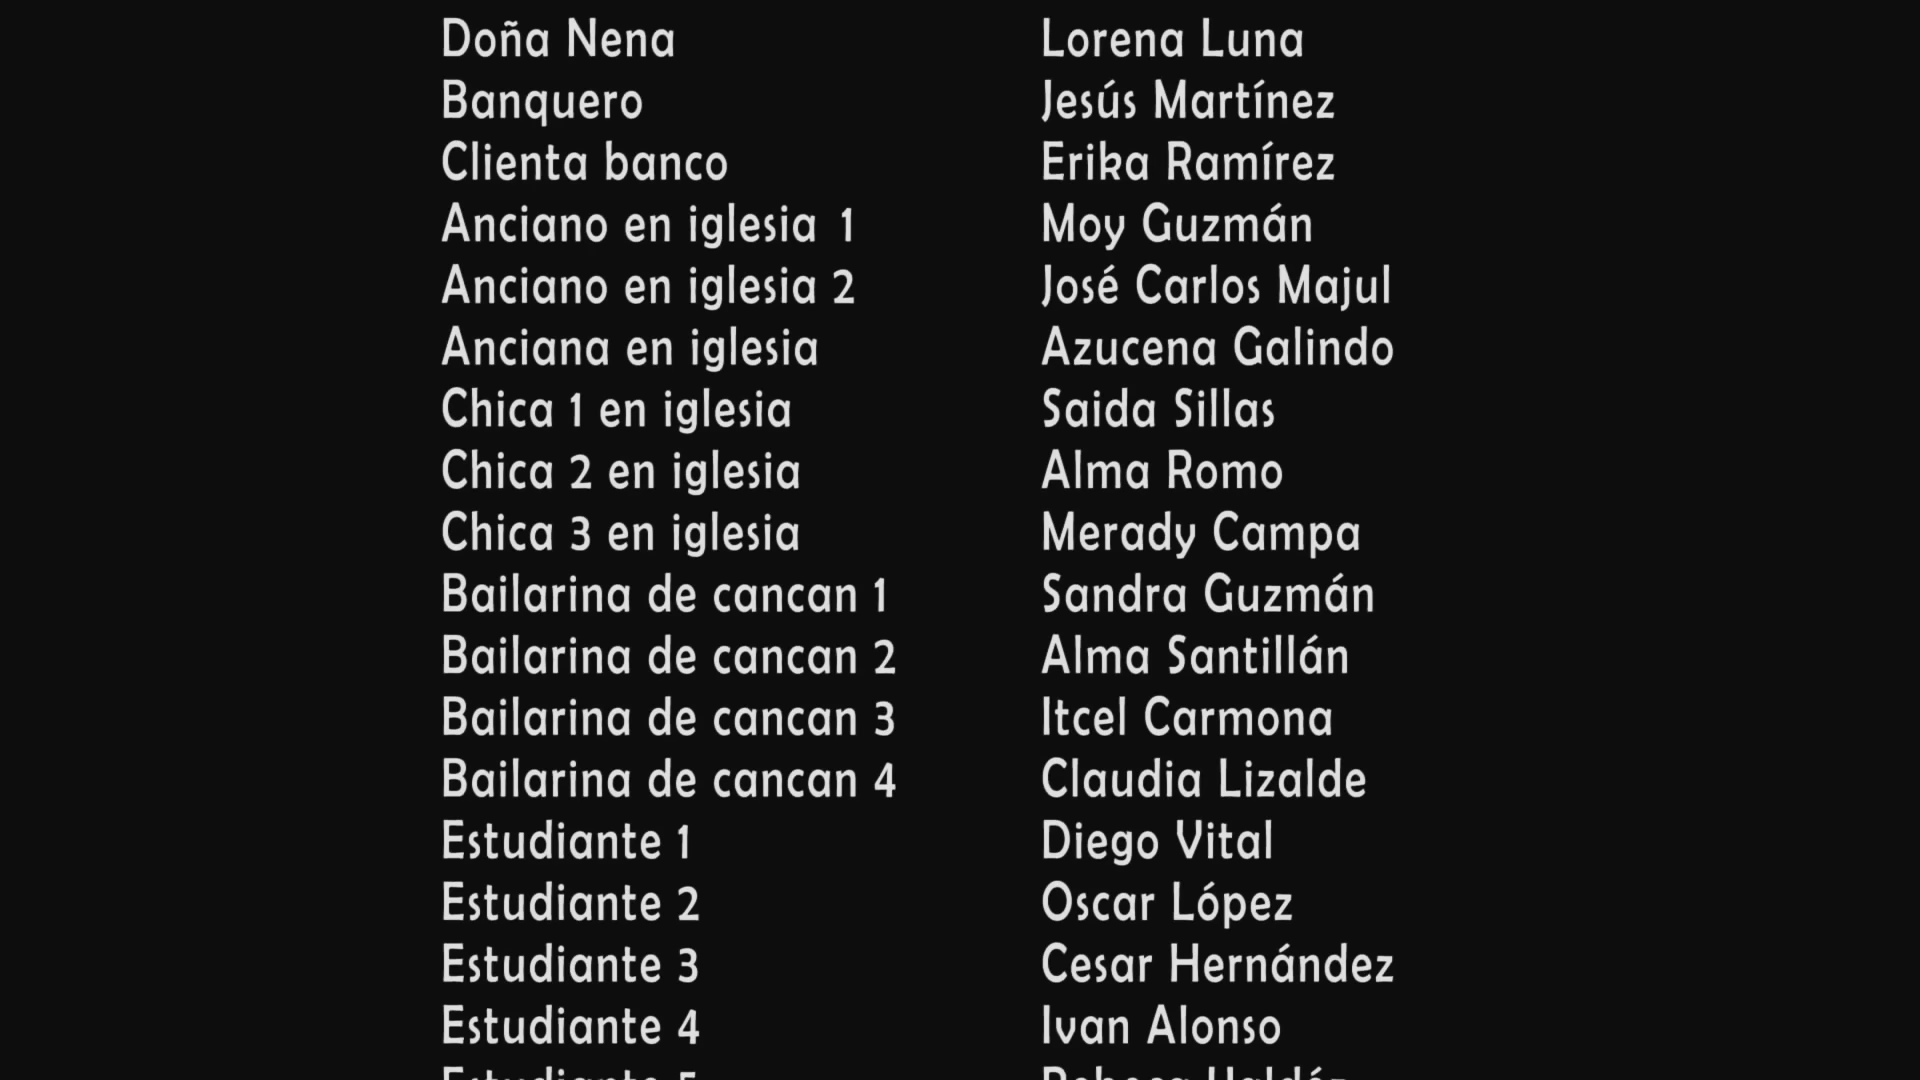 Doña Nena Lorena Luna
Banquero Jesús Martínez
Clienta banco Erika Ramírez
Anciano en iglesia 1 Moy Guzmán
Anciano en iglesia 2 José Carlos Majul
Anciana en iglesia Azucena Galindo
Chica 1 en iglesia Saida Sillas
Chica 2 en iglesia Alma Romo
Chica 3 en iglesia Merady Campa
Bailarina de cancan 1 Sandra Guzmán
Bailarina de cancan 2 Alma Santillán
Bailarina de cancan 3 Itcel Carmona
Bailarina de cancan 4 Claudia Lizalde
Estudiante 1 Diego Vital
Estudiante 2 Oscar López
Estudiante 3 Cesar Hernández
Estudiante 4 Ivan Alonso
Estudiante 5